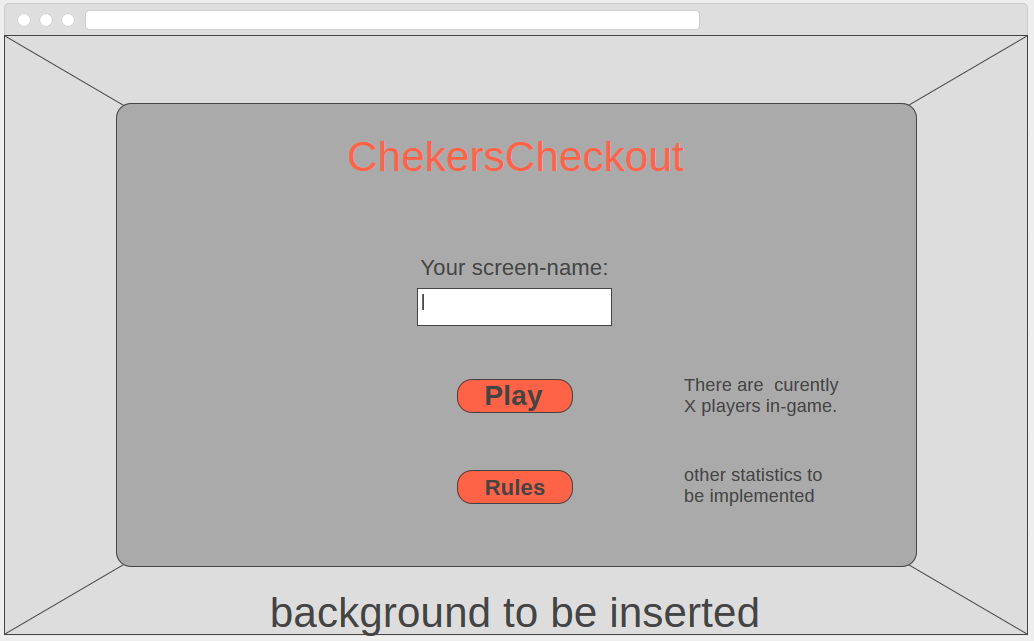 ChekersCheckout
Your screen-name:
Play
There are  curently
X players in-game.
Rules
other statistics to
be implemented
background to be inserted